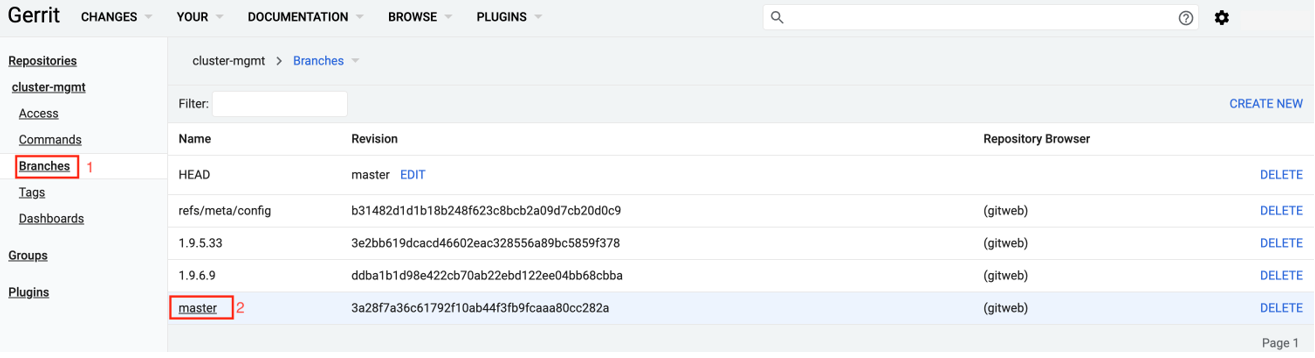 Gerrit CHANGES YOUR DOCUMENTATION BROWSE PLUGINS
Repositories
cluster-mgmt
Access
Commands
Branches 1
Tags
Dashboards
Groups
Plugins
cluster-mgmt > Branches
Filter: CREATE NEW
Name Revision Repository Browser
HEAD master EDIT DELETE
refs/meta/config b31482d1d1b18b248f623c8bcb2a09d7cb20d0c9 (gitweb) DELETE
1.9.5.33 3e2bb619dcacd46602eac328556a89bc5859f378 (gitweb) DELETE
1.9.6.9 ddba1b1d98e422cb70ab22ebd122ee04bb68cbba (gitweb) DELETE
master 2 3a28f7a36c61792f10ab44f3fb9fcaaa80cc282a (gitweb) DELETE
Page 1